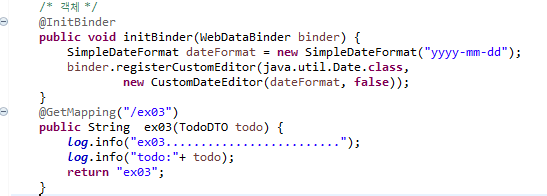 /* 객체 */
@InitBinder
public void initBinder(WebDataBinder binder) {
SimpleDateFormat dateFormat = new SimpleDateFormat("yyyy-mm-dd");
binder.registerCustomEditor(java.util.Date.class,
new CustomDateEditor(dateFormat, false));
}
@GetMapping("/ex03")
public String  ex03(TodoDTO todo) {
log.info("ex03..........................");
log.info("todo:"+ todo);
return "ex03";
}